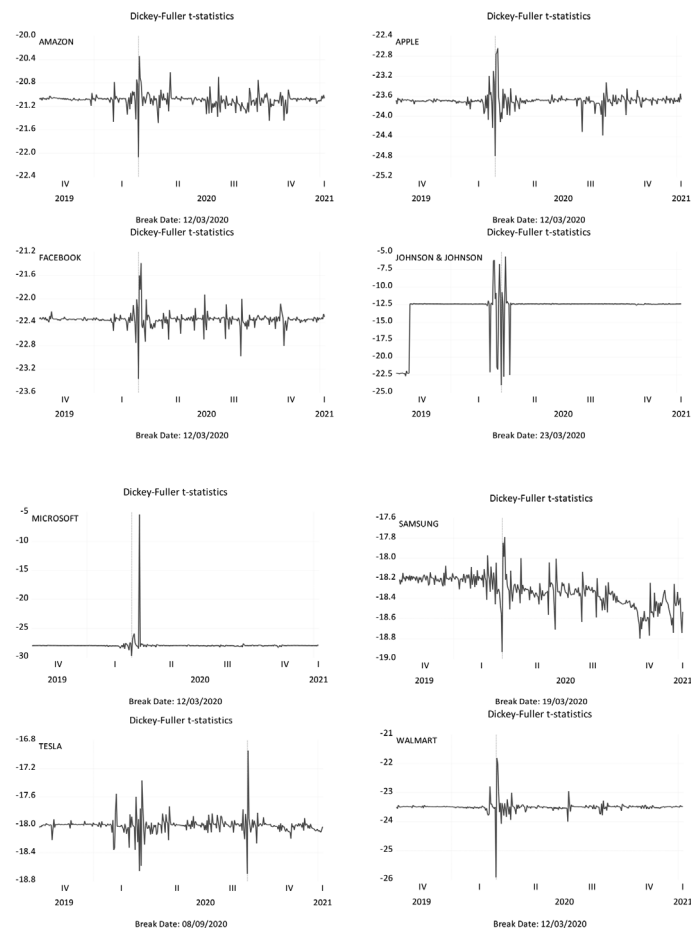 Dickey-Fuller t-statistics
AMAZON
-20.0
-20.4
-20.8
-21.2
-21.6
-22.0
-22.4
IV I II III IV I
2019 2020 2021
Break Date: 12/03/2020
Dickey-Fuller t-statistics
APPLE
-22.4
-22.8
-23.2
-23.6
-24.0
-24.4
-24.8
-25.2
IV I II III IV I
2019 2020 2021
Break Date: 12/03/2020
Dickey-Fuller t-statistics
FACEBOOK
-21.2
-21.6
-22.0
-22.4
-22.8
-23.2
-23.6
IV I II III IV I
2019 2020 2021
Break Date: 12/03/2020
Dickey-Fuller t-statistics
JOHNSON & JOHNSON
-5.0
-7.5
-10.0
-12.5
-15.0
-17.5
-20.0
-22.5
-25.0
IV I II III IV I
2019 2020 2021
Break Date: 23/03/2020
Dickey-Fuller t-statistics
MICROSOFT
-5
-10
-15
-20
-25
-30
IV I II III IV I
2019 2020 2021
Break Date: 12/03/2020
Dickey-Fuller t-statistics
SAMSUNG
-17.6
-17.8
-18.0
-18.2
-18.4
-18.6
-18.8
-19.0
IV I II III IV I
2019 2020 2021
Break Date: 19/03/2020
Dickey-Fuller t-statistics
TESLA
-16.8
-17.2
-17.6
-18.0
-18.4
-18.8
IV I II III IV I
2019 2020 2021
Break Date: 08/09/2020
Dickey-Fuller t-statistics
WALMART
-21
-22
-23
-24
-25
-26
IV I II III IV I
2019 2020 2021
Break Date: 12/03/2020